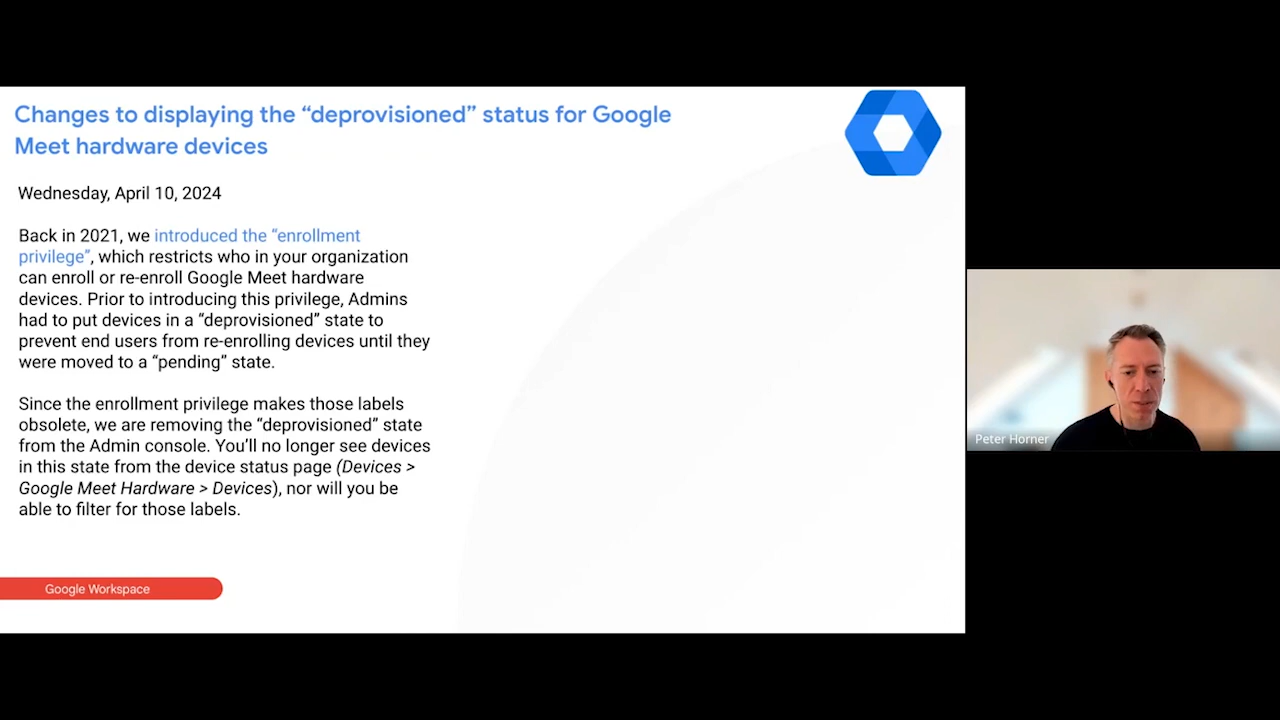 Changes to displaying the “deprovisioned” status for Google
Meet hardware devices
Wednesday, April 10, 2024
Back in 2021, we introduced the “enrollment
privilege”, which restricts who in your organization
can enroll or re-enroll Google Meet hardware
devices. Prior to introducing this privilege, Admins
had to put devices in a “deprovisioned” state to
prevent end users from re-enrolling devices until they
were moved to a “pending” state.
Since the enrollment privilege makes those labels
obsolete, we are removing the “deprovisioned” state
from the Admin console. You’ll no longer see devices
in this state from the device status page (Devices >
Google Meet Hardware > Devices), nor will you be
able to filter for those labels.
Google Workspace
Peter Horner